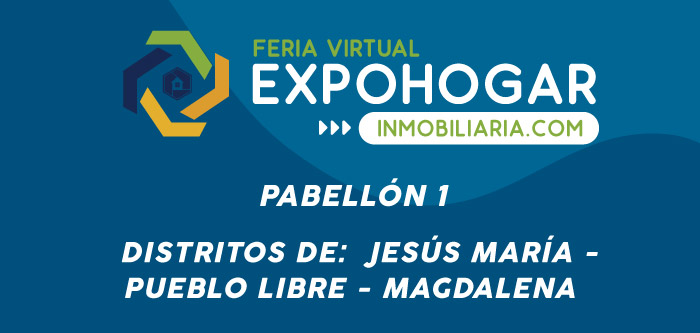 FERIA VIRTUAL
EXPOHOGAR
INMOBILIARIA.COM
PABELLÓN 1
DISTRITOS DE: JESÚS MARÍA -
PUEBLO LIBRE - MAGDALENA